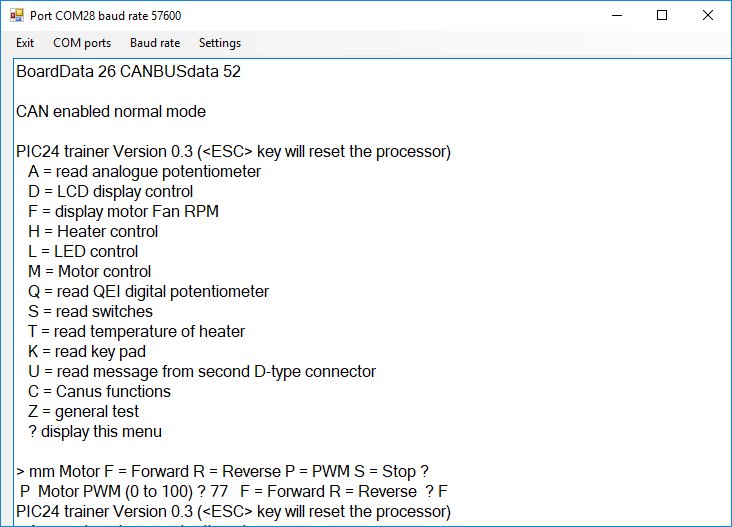 Port COM28 baud rate 57600
Exit COM ports Baud rate Settings
BoardData 26 CANBUSdata 52
CAN enabled normal mode
PIC24 trainer Version 0.3 (<ESC> key will reset the processor)
A = read analogue potentiometer
D = LCD display control
F = display motor Fan RPM
H = Heater control
L = LED control
M = Motor control
Q = read QEI digital potentiometer
S = read switches
T = read temperature of heater
K = read key pad
U = read message from second D-type connector
C = Canus functions
Z = general test
? display this menu
> mm Motor F = Forward R = Reverse P = PWM S = Stop ?
P Motor PWM (0 to 100) ? 77 F = Forward R = Reverse ? F
PIC24 trainer Version 0.3 (<ESC> key will reset the processor)